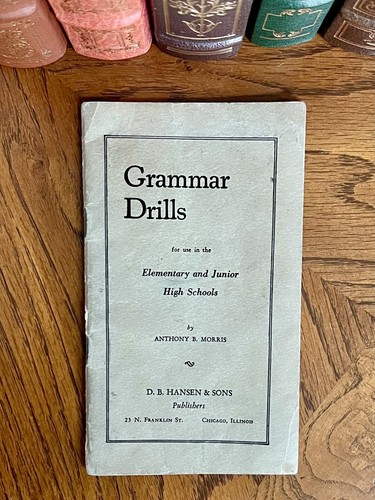 Grammar
Drills
for use in the
Elementary and Junior
High Schools
by
ANTHONY B. MORRIS
D. B. HANSEN & SONS
Publishers
23 N. FRANKLIN ST. CHICAGO, ILLINOIS